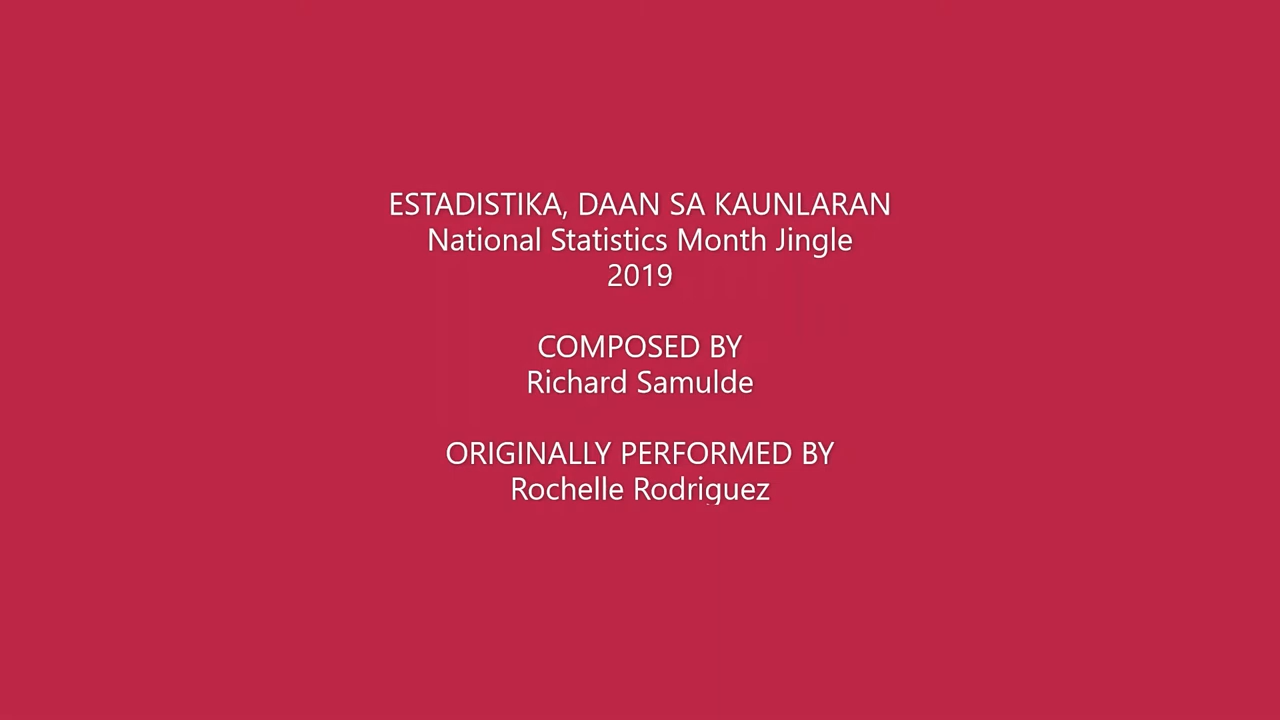 ESTADISTIKA, DAAN SA KAUNLARAN
National Statistics Month Jingle
2019
COMPOSED BY
Richard Samulde
ORIGINALLY PERFORMED BY
Rochelle Rodriguez